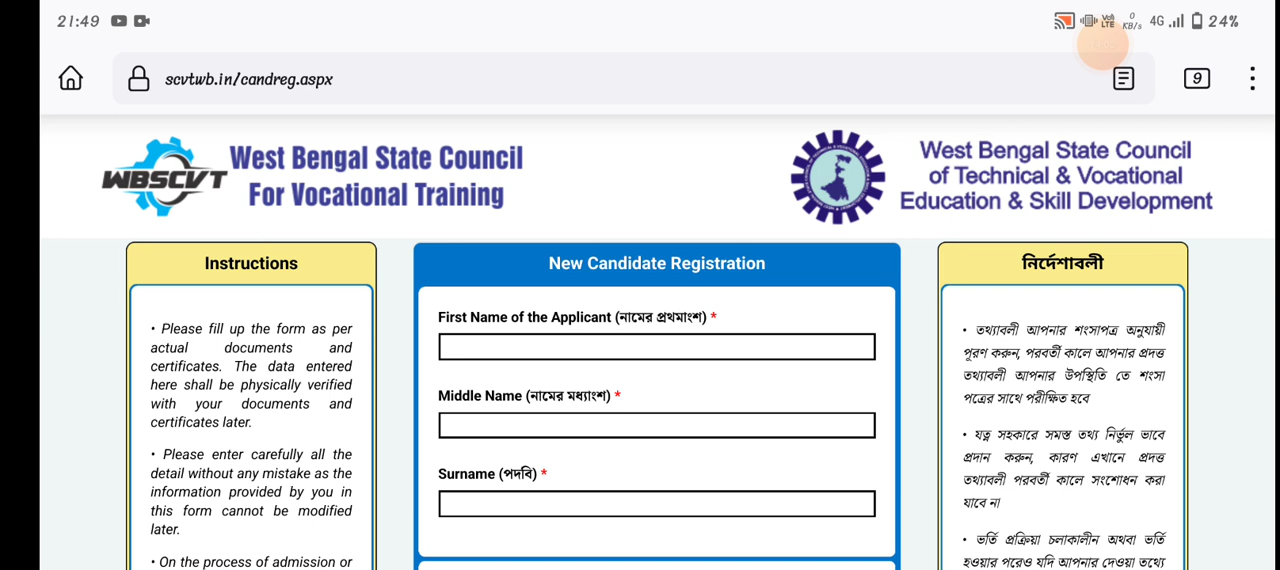 21:49
0
KB/s
Vo))
LTE
4G
24%
scvtwb.in/candreg.aspx
9
WBSCVT
West Bengal State Council
For Vocational Training
West Bengal State Council
of Technical & Vocational
Education & Skill Development
Instructions
• Please fill up the form as per
actual documents and
certificates. The data entered
here shall be physically verified
with your documents and
certificates later.
• Please enter carefully all the
detail without any mistake as the
information provided by you in
this form cannot be modified
later.
• On the process of admission or
New Candidate Registration
First Name of the Applicant (নামের প্রথমাংশ) *
Middle Name (নামের মধ্যাংশ) *
Surname (পদবি) *
নির্দেশাবলী
• তথ্যাবলী আপনার শংসাপত্র অনুযায়ী
পূরণ করুন, পরবর্তী কালে আপনার প্রদত্ত
তথ্যাবলী আপনার উপস্থিতি তে শংসা
পত্রের সাথে পরীক্ষিত হবে
• যত্ন সহকারে সমস্ত তথ্য নির্ভুল ভাবে
প্রদান করুন, কারণ এখানে প্রদত্ত
তথ্যাবলী পরবর্তী কালে সংশোধন করা
যাবে না
• ভর্তি প্রক্রিয়া চলাকালীন অথবা ভর্তি
হওয়ার পরেও যদি আপনার দেওয়া তথ্যে